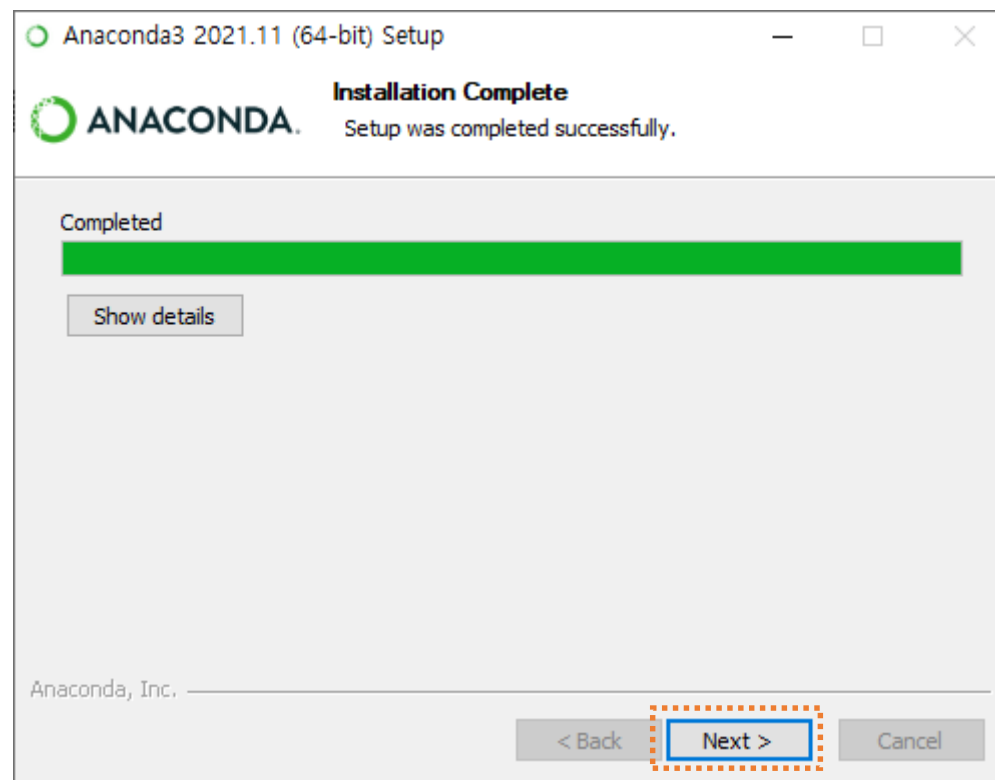 Anaconda3 2021.11 (64-bit) Setup
ANACONDA.
Installation Complete
Setup was completed successfully.
Completed
Show details
Anaconda, Inc.
< Back Next > Cancel